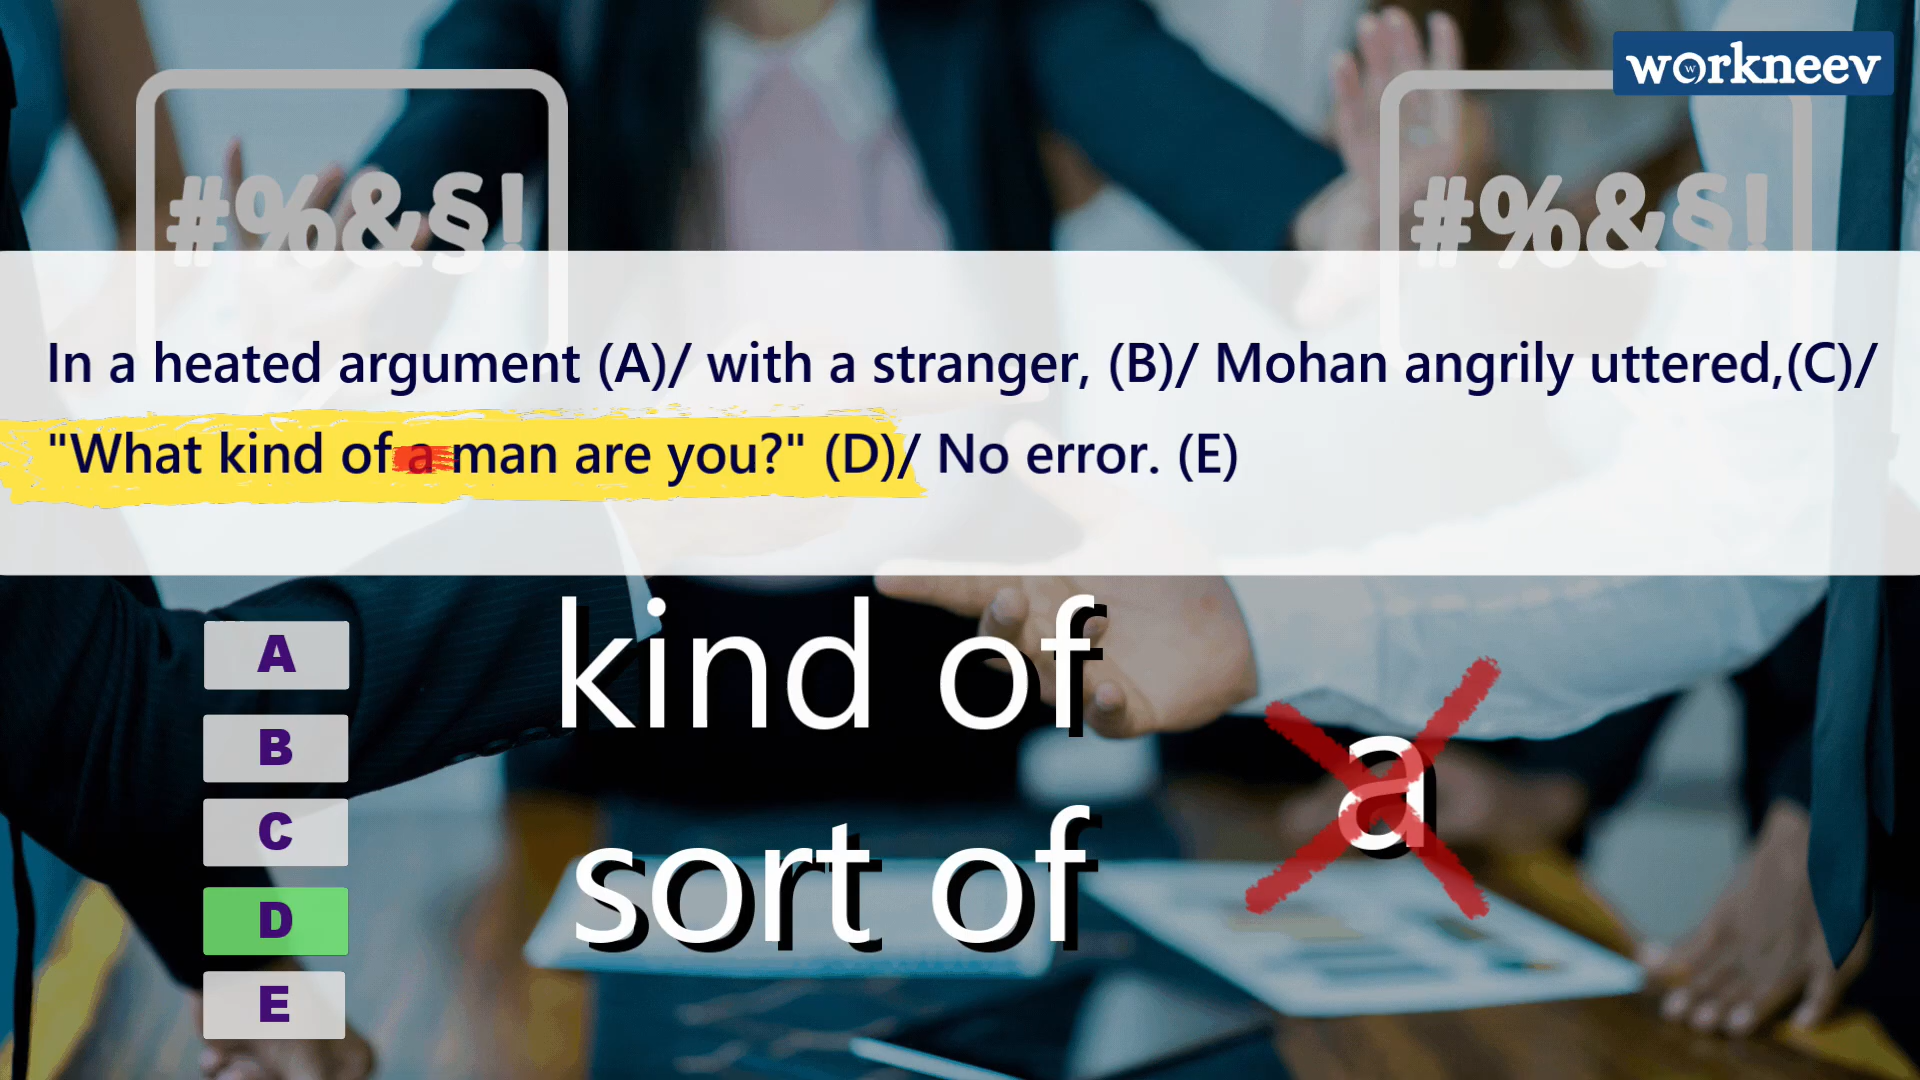 workneev
#%&§!
#%&§!
In a heated argument (A)/ with a stranger, (B)/ Mohan angrily uttered,(C)/
"What kind of a man are you?" (D)/ No error. (E)
A
B
C
D
E
kind of
sort of
a